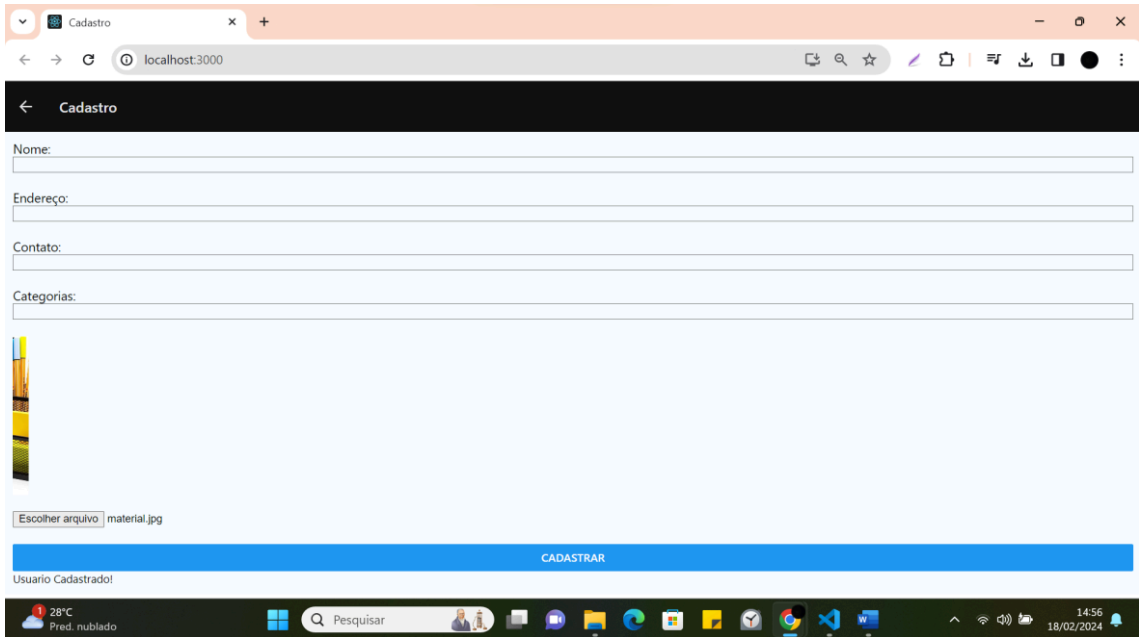 Cadastro
localhost:3000
Cadastro
Nome:
Endereço:
Contato:
Categorias:
Escolher arquivo material.jpg
CADASTRAR
Usuario Cadastrado!
1
28°C
Pred. nublado
Pesquisar
14:56
18/02/2024